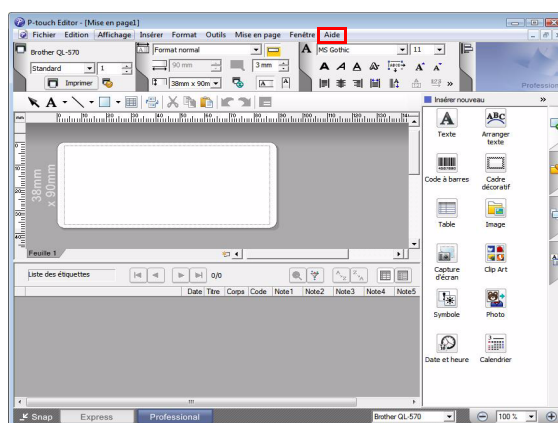 P-touch Editor - [Mise en page1]
Fichier Edition Affichage Insérer Format Outils Mise en page Fenêtre Aide
Brother QL-570 Format normal MS Gothic 11
Standard 1 90 mm 3 mm
Imprimer 38mm x 90m
Professional
Insérer nouveau
Texte Arranger texte
Code à barres Cadre décoratif
Table Image
Capture d'écran Clip Art
Symbole Photo
Date et heure Calendrier
38mm
x 90mm
Feuille 1
Liste des étiquettes 0/0
Date Titre Corps Code Note1 Note2 Note3 Note4 Note5
Snap Express Professional Brother QL-570 100 %